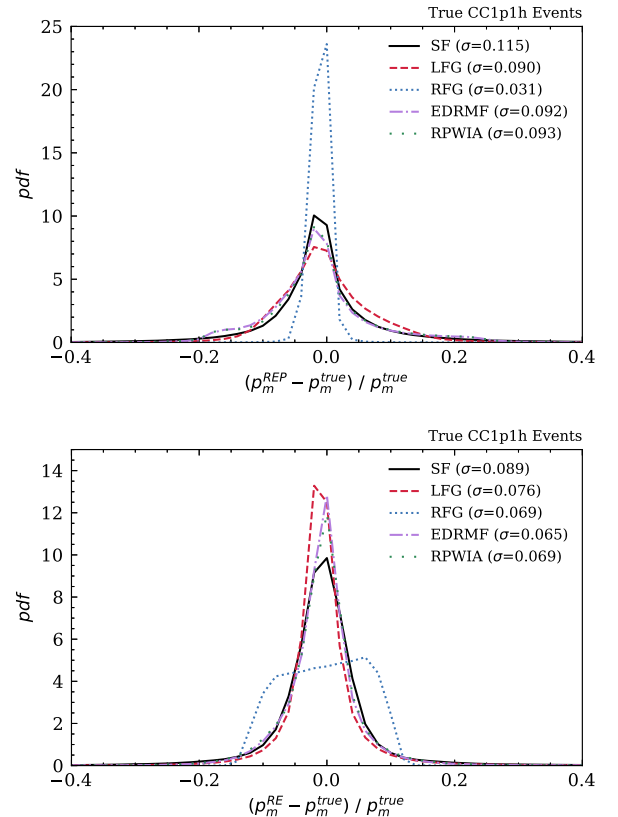 True CC1p1h Events
SF (σ=0.115)
LFG (σ=0.090)
RFG (σ=0.031)
EDRMF (σ=0.092)
RPWIA (σ=0.093)
25
20
15
10
5
0
pdf
−0.4 −0.2 0.0 0.2 0.4
(p_m^{REP} − p_m^{true}) / p_m^{true}
True CC1p1h Events
SF (σ=0.089)
LFG (σ=0.076)
RFG (σ=0.069)
EDRMF (σ=0.065)
RPWIA (σ=0.069)
14
12
10
8
6
4
2
0
pdf
−0.4 −0.2 0.0 0.2 0.4
(p_m^{RE} − p_m^{true}) / p_m^{true}